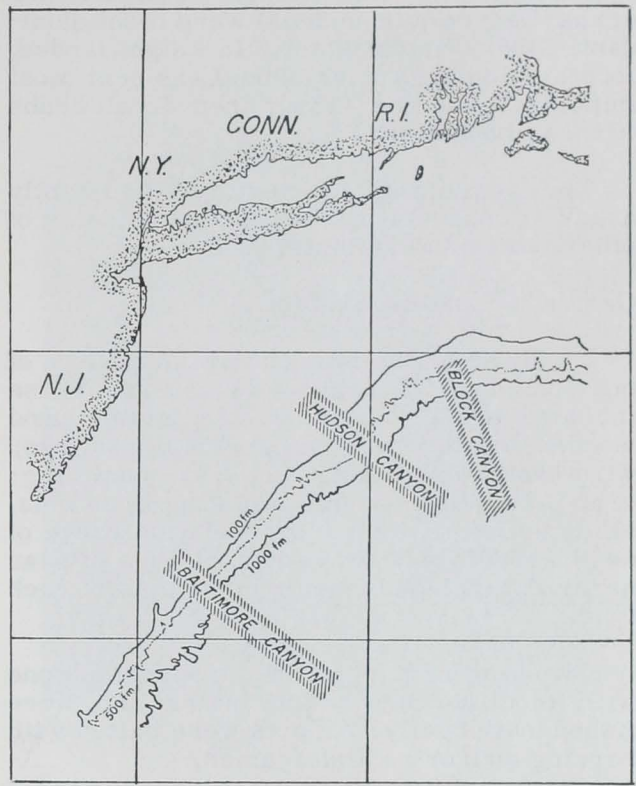 R.I.
CONN.
N.Y.
N.J.
BLOCK CANYON
HUDSON CANYON
100 fm
1000 fm
BALTIMORE CANYON
500 fm